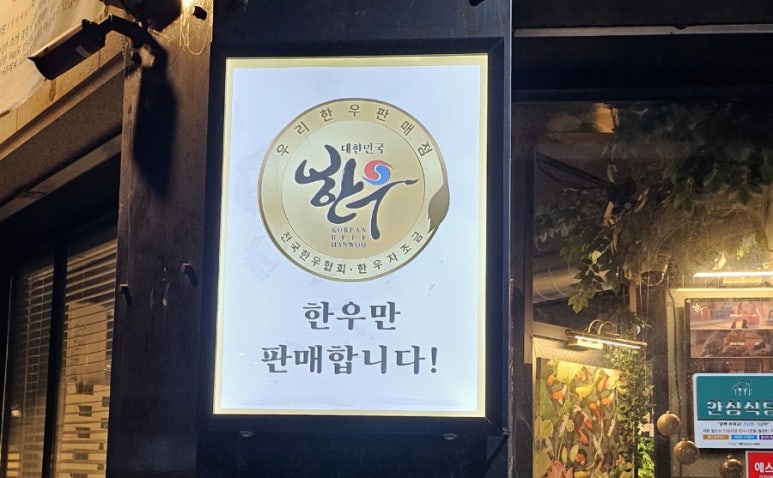 우리한우판매점
대한민국
한우
KOREAN
BEEF
HANWOO
전국한우협회·한우자조금
한우만
판매합니다!
안심식당